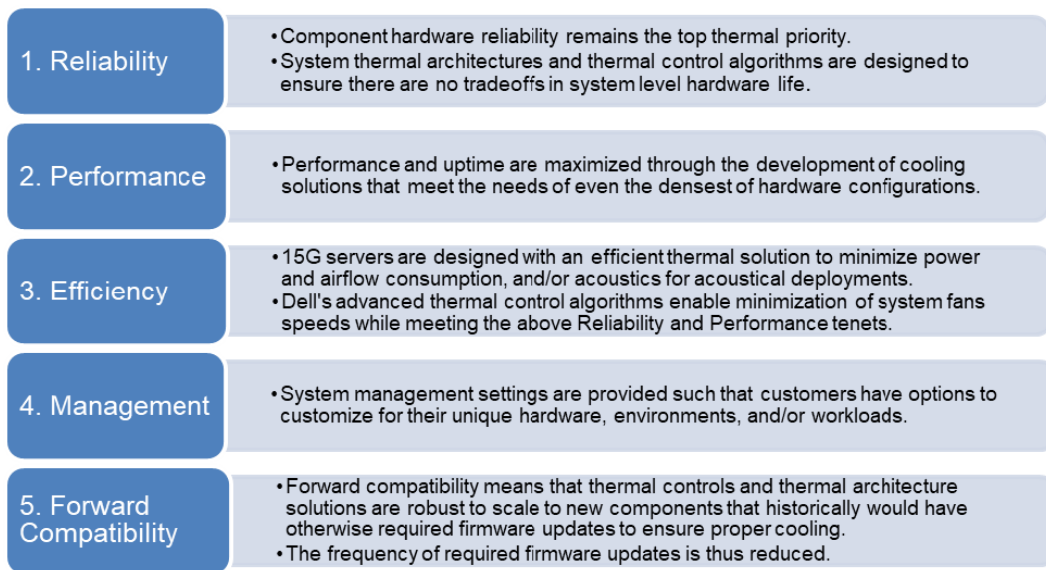 1. Reliability
•Component hardware reliability remains the top thermal priority.
•System thermal architectures and thermal control algorithms are designed to
ensure there are no tradeoffs in system level hardware life.
2. Performance
•Performance and uptime are maximized through the development of cooling
solutions that meet the needs of even the densest of hardware configurations.
3. Efficiency
•15G servers are designed with an efficient thermal solution to minimize power
and airflow consumption, and/or acoustics for acoustical deployments.
•Dell's advanced thermal control algorithms enable minimization of system fans
speeds while meeting the above Reliability and Performance tenets.
4. Management
•System management settings are provided such that customers have options to
customize for their unique hardware, environments, and/or workloads.
5. Forward
Compatibility
•Forward compatibility means that thermal controls and thermal architecture
solutions are robust to scale to new components that historically would have
otherwise required firmware updates to ensure proper cooling.
•The frequency of required firmware updates is thus reduced.